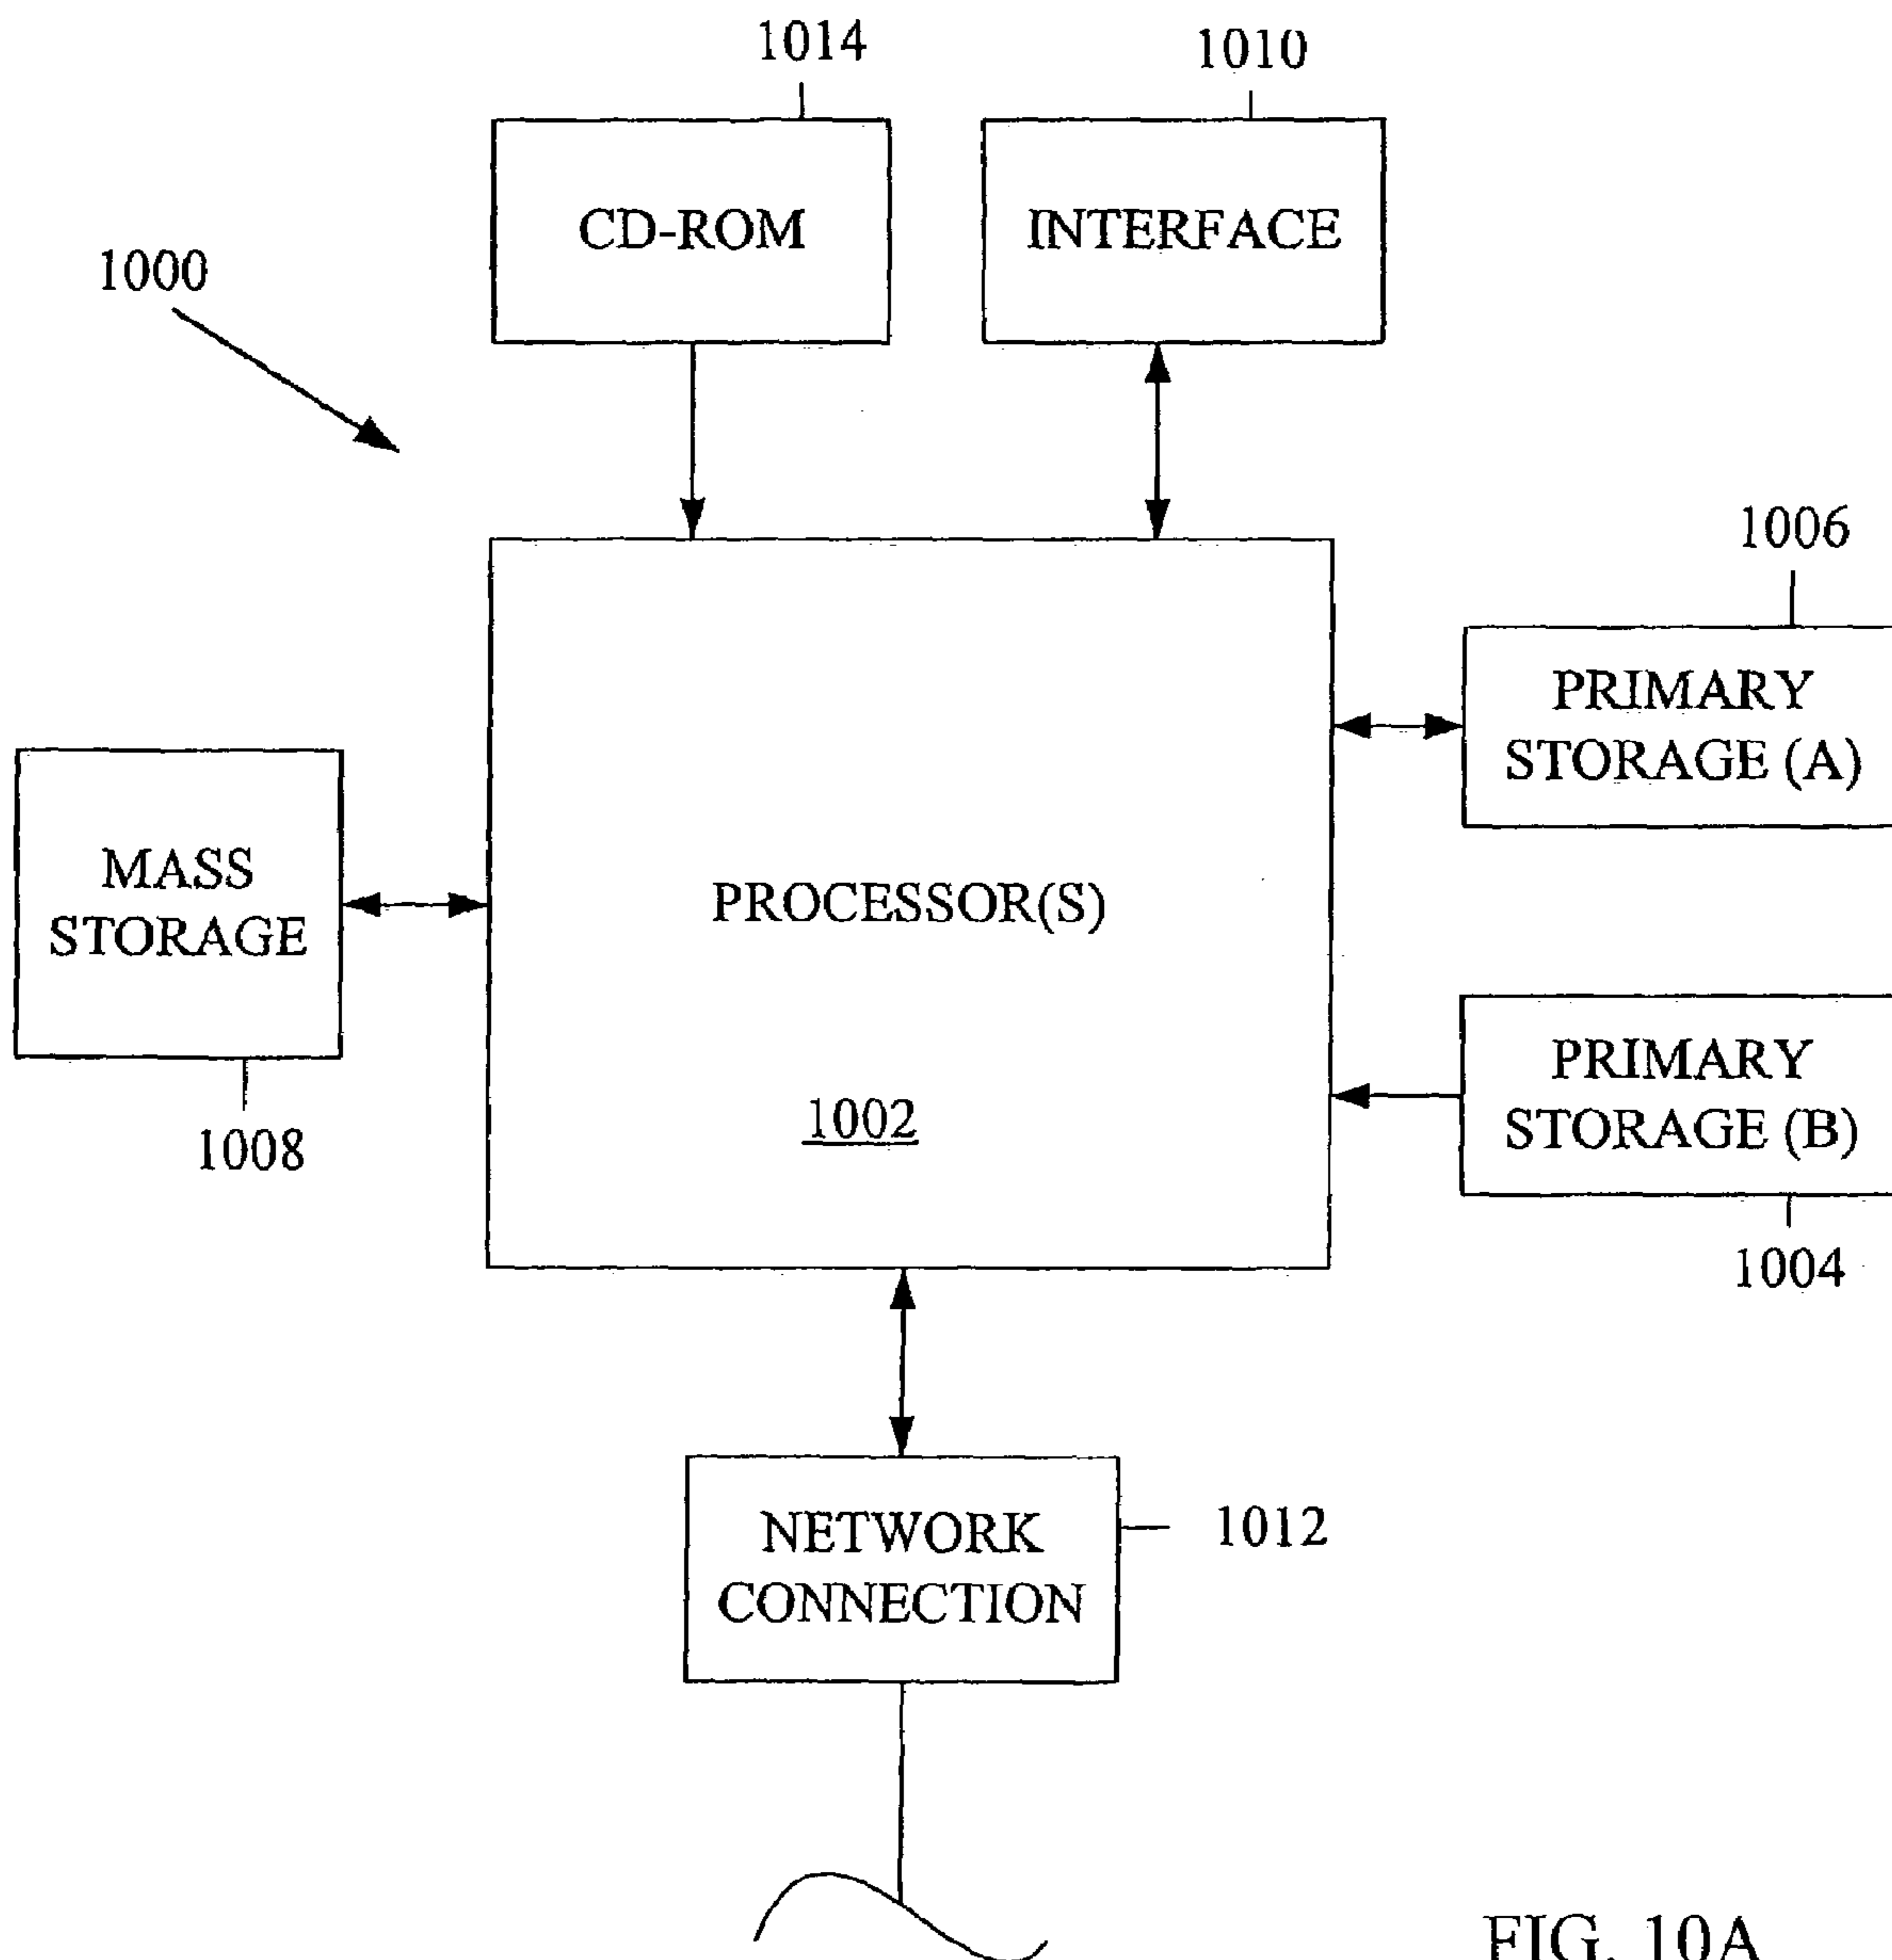 1014
1010
CD-ROM
INTERFACE
1000
1006
PRIMARY
STORAGE (A)
MASS
STORAGE
PROCESSOR(S)
PRIMARY
STORAGE (B)
1002
1008
1004
NETWORK
CONNECTION
1012
FIG. 10A